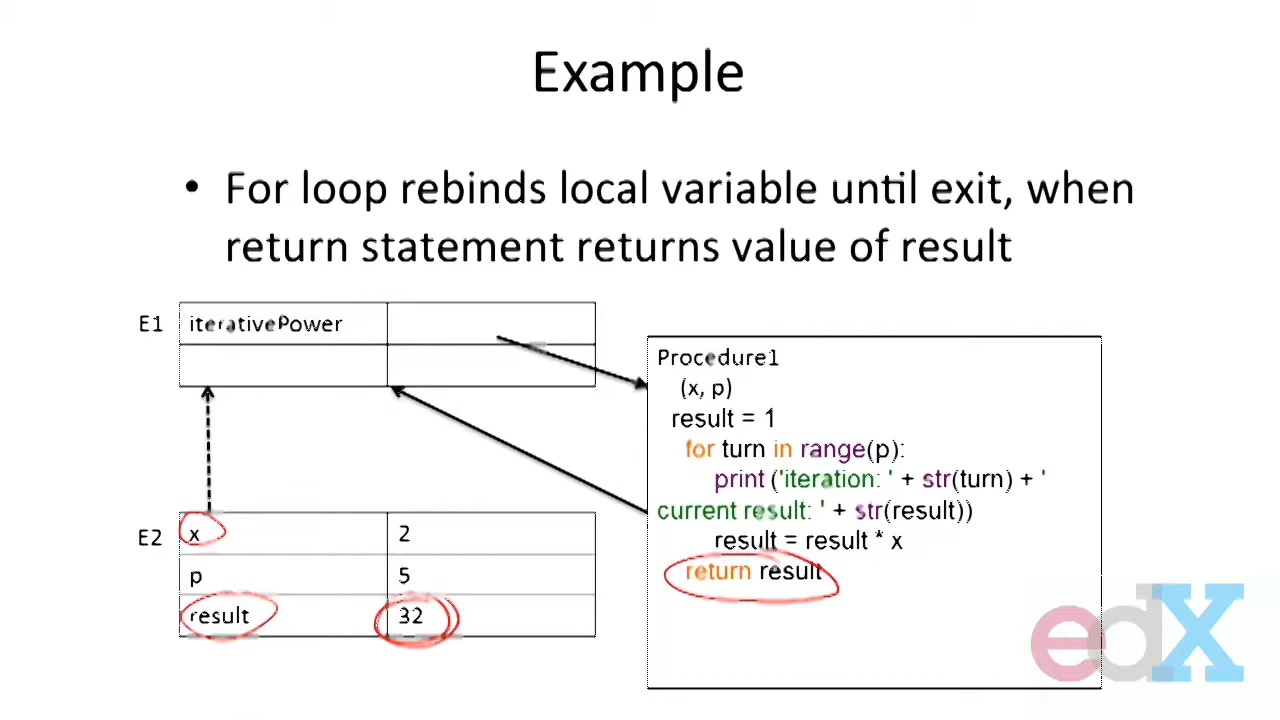 Example
• For loop rebinds local variable until exit, when
return statement returns value of result
E1 iterativePower
Procedure1
(x, p)
result = 1
for turn in range(p):
print ('iteration: ' + str(turn) + '
current result: ' + str(result))
result = result * x
return result
E2 x 2
p 5
result 32
edX